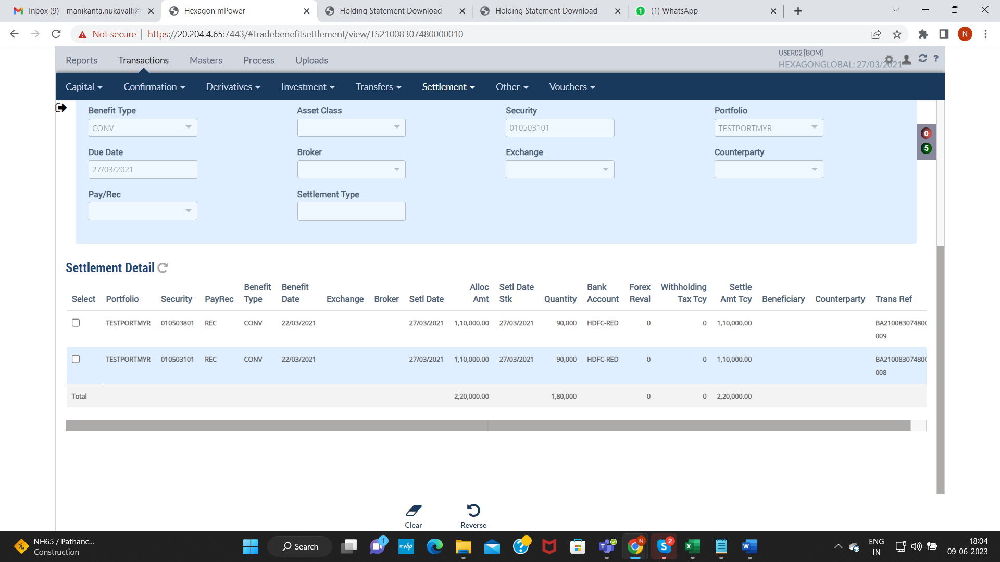 Inbox (9) - manikanta.nukavalli@
Hexagon mPower
Holding Statement Download
Holding Statement Download
1 (1) WhatsApp
Not secure https://20.204.4.65:7443/#tradebenefitsettlement/view/TS21008307480000010 N
Reports Transactions Masters Process Uploads
USER02 [BOM]
HEXAGONGLOBAL: 27/03/2021 ?
Capital Confirmation Derivatives Investment Transfers Settlement Other Vouchers
Benefit Type Asset Class Security Portfolio
CONV 010503101 TESTPORTMYR
0
5
Due Date Broker Exchange Counterparty
27/03/2021
Pay/Rec Settlement Type
Settlement Detail
Benefit Benefit Alloc Setl Date Bank Forex Withholding Settle
Select Portfolio Security PayRec Type Date Exchange Broker Setl Date Amt Stk Quantity Account Reval Tax Tcy Amt Tcy Beneficiary Counterparty Trans Ref
TESTPORTMYR 010503801 REC CONV 22/03/2021 27/03/2021 1,10,000.00 27/03/2021 90,000 HDFC-RED 0 0 1,10,000.00 BA210083074800
009
TESTPORTMYR 010503101 REC CONV 22/03/2021 27/03/2021 1,10,000.00 27/03/2021 90,000 HDFC-RED 0 0 1,10,000.00 BA210083074800
008
Total 2,20,000.00 1,80,000 0 0 2,20,000.00
Clear Reverse
NH65 / Pathanc...
Construction
Search
1
myhp
?
T
N
S 2
X
W
ENG
IN
18:04
09-06-2023